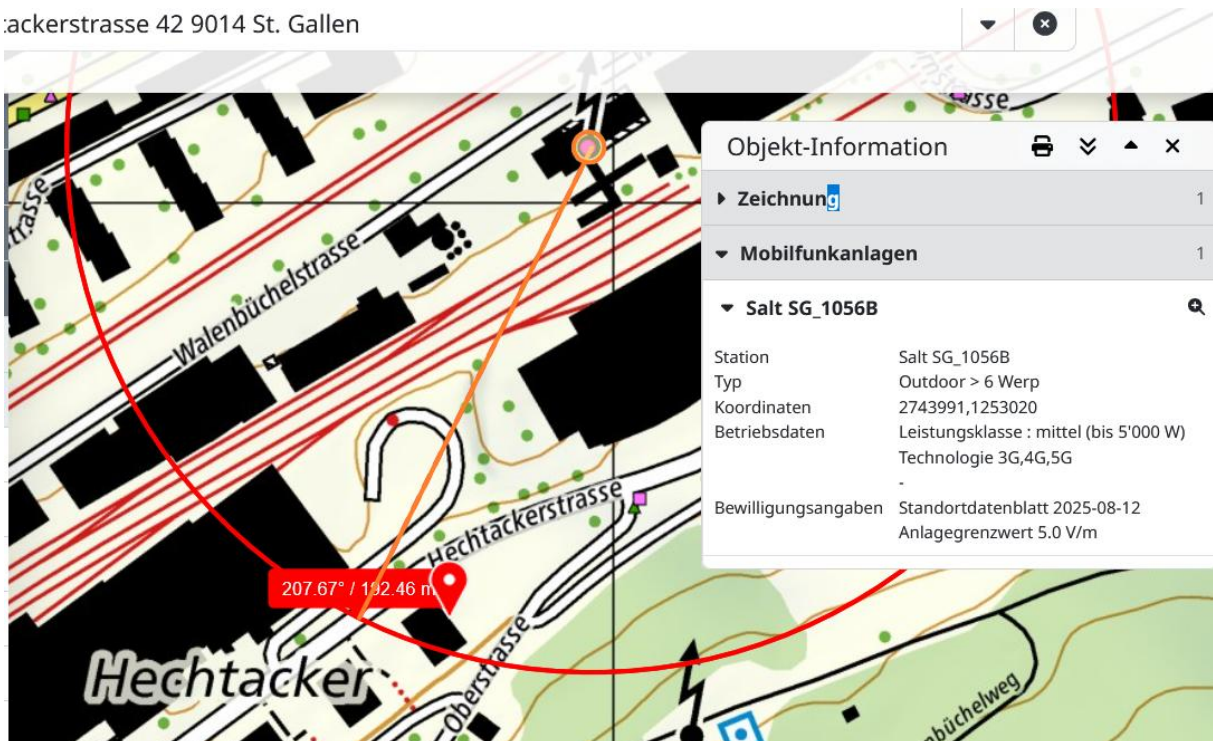 tackerstrasse 42 9014 St. Gallen
Objekt-Information
Zeichnung 1
Mobilfunkanlagen 1
Salt SG_1056B
Station Salt SG_1056B
Typ Outdoor > 6 Werp
Koordinaten 2743991,1253020
Betriebsdaten Leistungsklasse : mittel (bis 5'000 W)
Technologie 3G,4G,5G
-
Bewilligungsangaben Standortdatenblatt 2025-08-12
Anlagegrenzwert 5.0 V/m
Walenbüchelstrasse
Hechtackerstrasse
207.67° / 192.46 m
Hechtacker
Oberstrasse